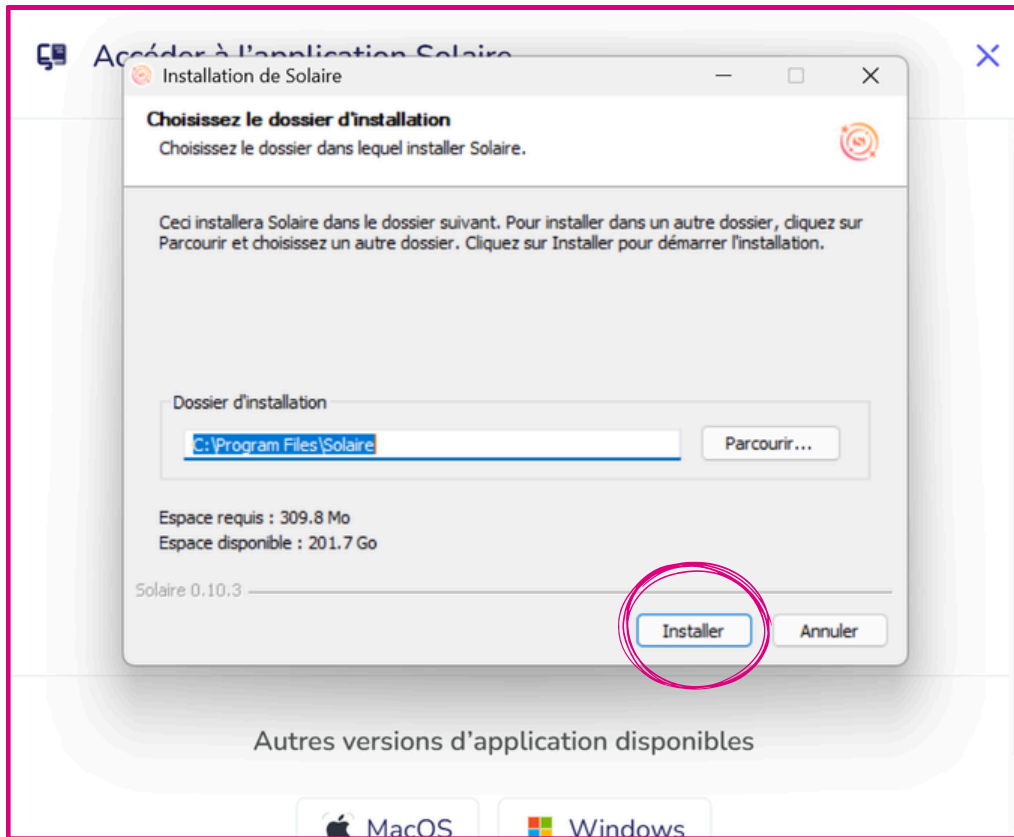 Accéder à l'application Solaire
Installation de Solaire
Choisissez le dossier d'installation
Choisissez le dossier dans lequel installer Solaire.
Ceci installera Solaire dans le dossier suivant. Pour installer dans un autre dossier, cliquez sur
Parcourir et choisissez un autre dossier. Cliquez sur Installer pour démarrer l'installation.
Dossier d'installation
C:\Program Files\Solaire
Parcourir...
Espace requis : 309.8 Mo
Espace disponible : 201.7 Go
Solaire 0.10.3
Installer
Annuler
Autres versions d'application disponibles
MacOS
Windows